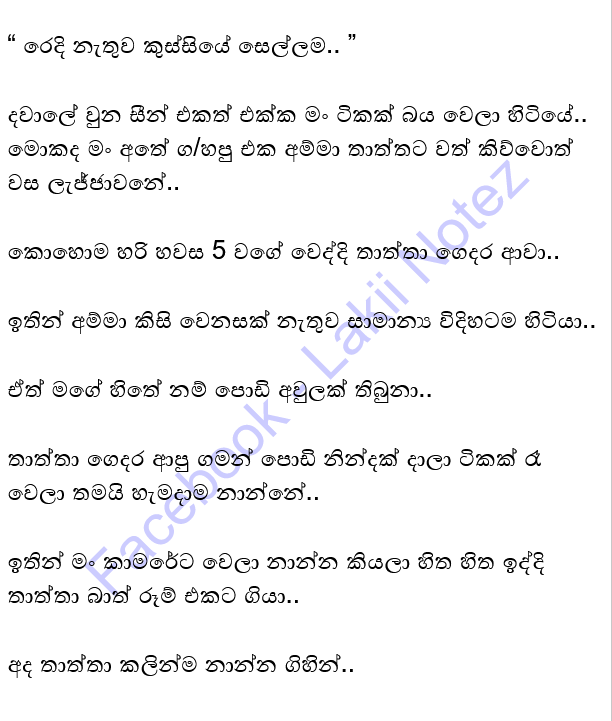 “ රෙදි නැතුව කුස්සියේ සෙල්ලම.. ”
දවාලේ වුන සීන් එකත් එක්ක මං ටිකක් බය වෙලා හිටියේ..
මොකද මං අතේ ග/හපු එක අම්මා තාත්තට වත් කිව්වොත්
වස ලැජ්ජාවනේ..
කොහොම හරි හවස 5 වගේ වෙද්දි තාත්තා ගෙදර ආවා..
ඉතින් අම්මා කිසි වෙනසක් නැතුව සාමාන්‍ය විදිහටම හිටියා..
ඒත් මගේ හිතේ නම් පොඩි අවුලක් තිබුනා..
තාත්තා ගෙදර ආපු ගමන් පොඩි නින්දක් දාලා ටිකක් රෑ
වෙලා තමයි හැමදාම නාන්නේ..
ඉතින් මං කාමරේට වෙලා නාන්න කියලා හිත හිත ඉද්දි
තාත්තා බාත් රූම් එකට ගියා..
අද තාත්තා කලින්ම නාන්න ගිහින්..
Facebook - Lakii Notez